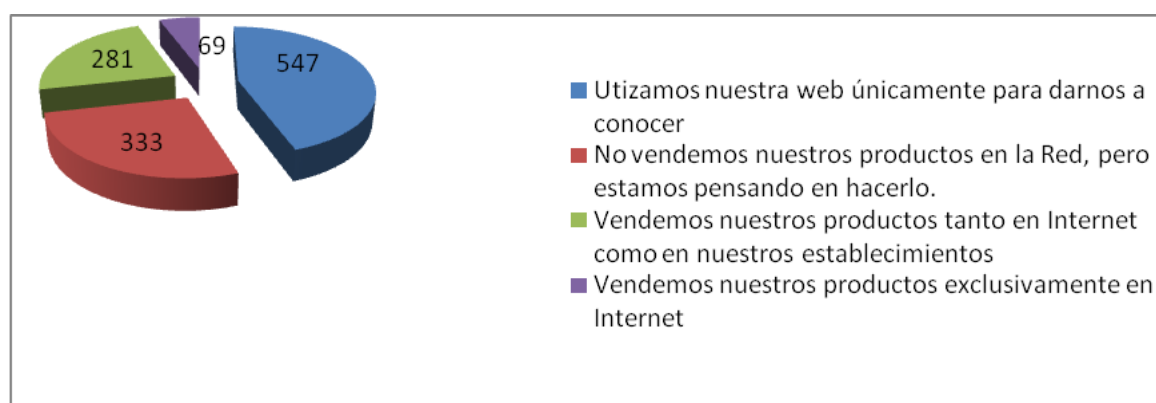 69
281
547
333
Utizamos nuestra web únicamente para darnos a
conocer
No vendemos nuestros productos en la Red, pero
estamos pensando en hacerlo.
Vendemos nuestros productos tanto en Internet
como en nuestros establecimientos
Vendemos nuestros productos exclusivamente en
Internet